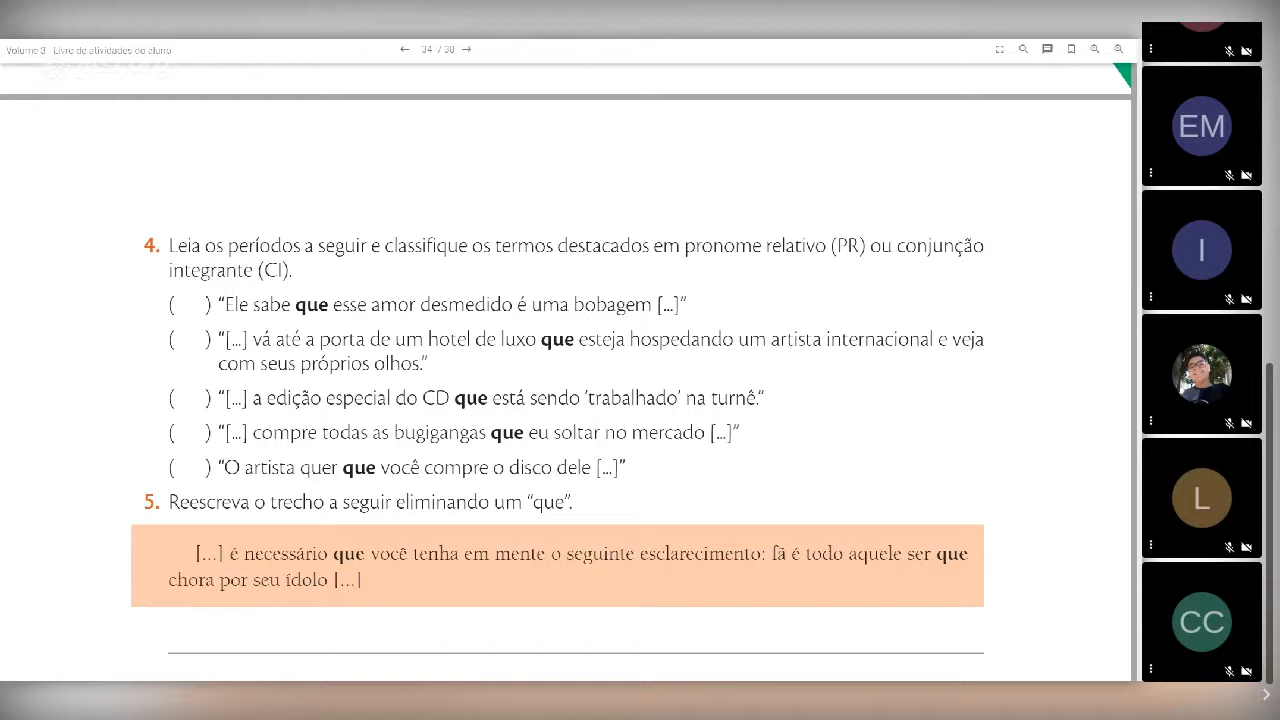 Volume 3 Livro de atividades do aluno
34 / 38
4. Leia os períodos a seguir e classifique os termos destacados em pronome relativo (PR) ou conjunção
integrante (CI).
( ) “Ele sabe que esse amor desmedido é uma bobagem [...]”
( ) “[...] vá até a porta de um hotel de luxo que esteja hospedando um artista internacional e veja
com seus próprios olhos.”
( ) “[...] a edição especial do CD que está sendo ‘trabalhado’ na turnê.”
( ) “[...] compre todas as bugigangas que eu soltar no mercado [...]”
( ) “O artista quer que você compre o disco dele [...]”
5. Reescreva o trecho a seguir eliminando um “que”.
[...] é necessário que você tenha em mente o seguinte esclarecimento: fã é todo aquele ser que
chora por seu ídolo [...]
EM
I
L
CC